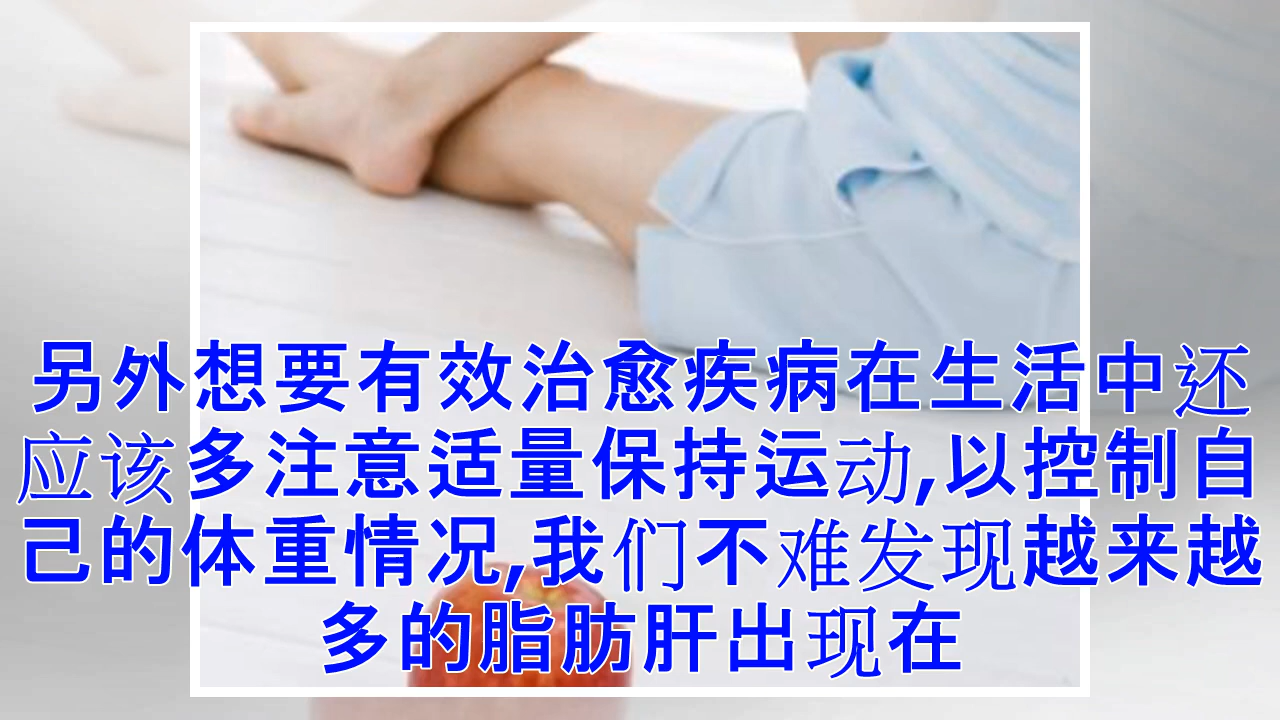 另外想要有效治愈疾病在生活中还
应该多注意适量保持运动,以控制自
己的体重情况,我们不难发现越来越
多的脂肪肝出现在